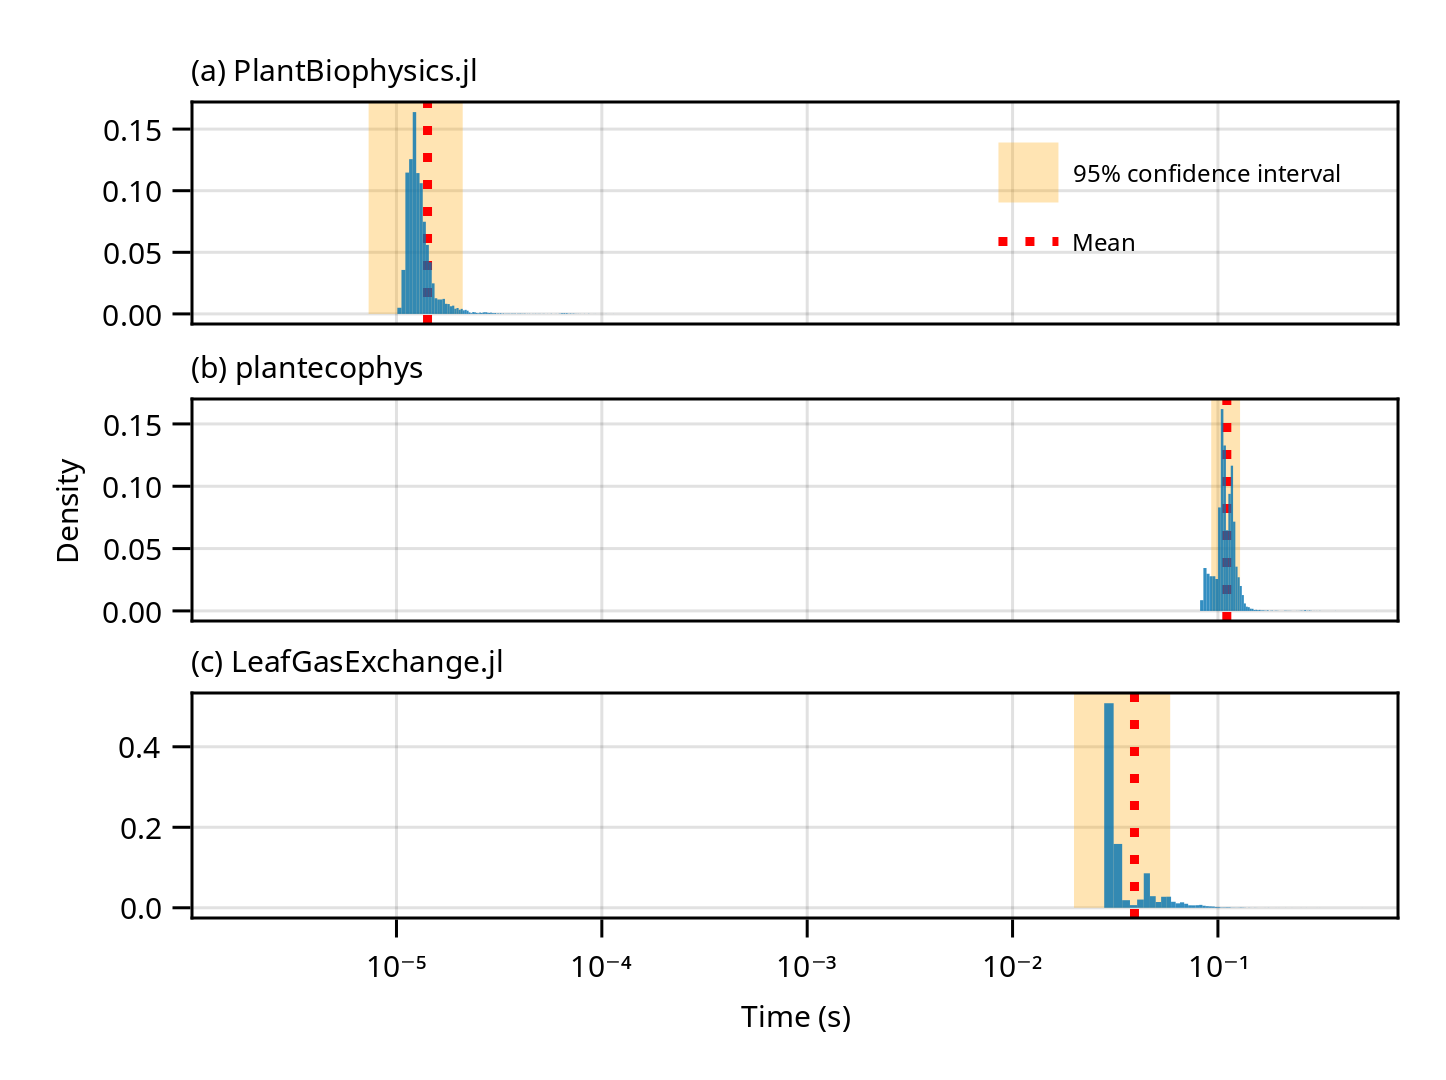 (a) PlantBiophysics.jl
0.15
0.10
0.05
0.00
95% confidence interval
Mean
(b) plantecophys
0.15
0.10
0.05
0.00
Density
(c) LeafGasExchange.jl
0.4
0.2
0.0
10⁻⁵ 10⁻⁴ 10⁻³ 10⁻² 10⁻¹
Time (s)